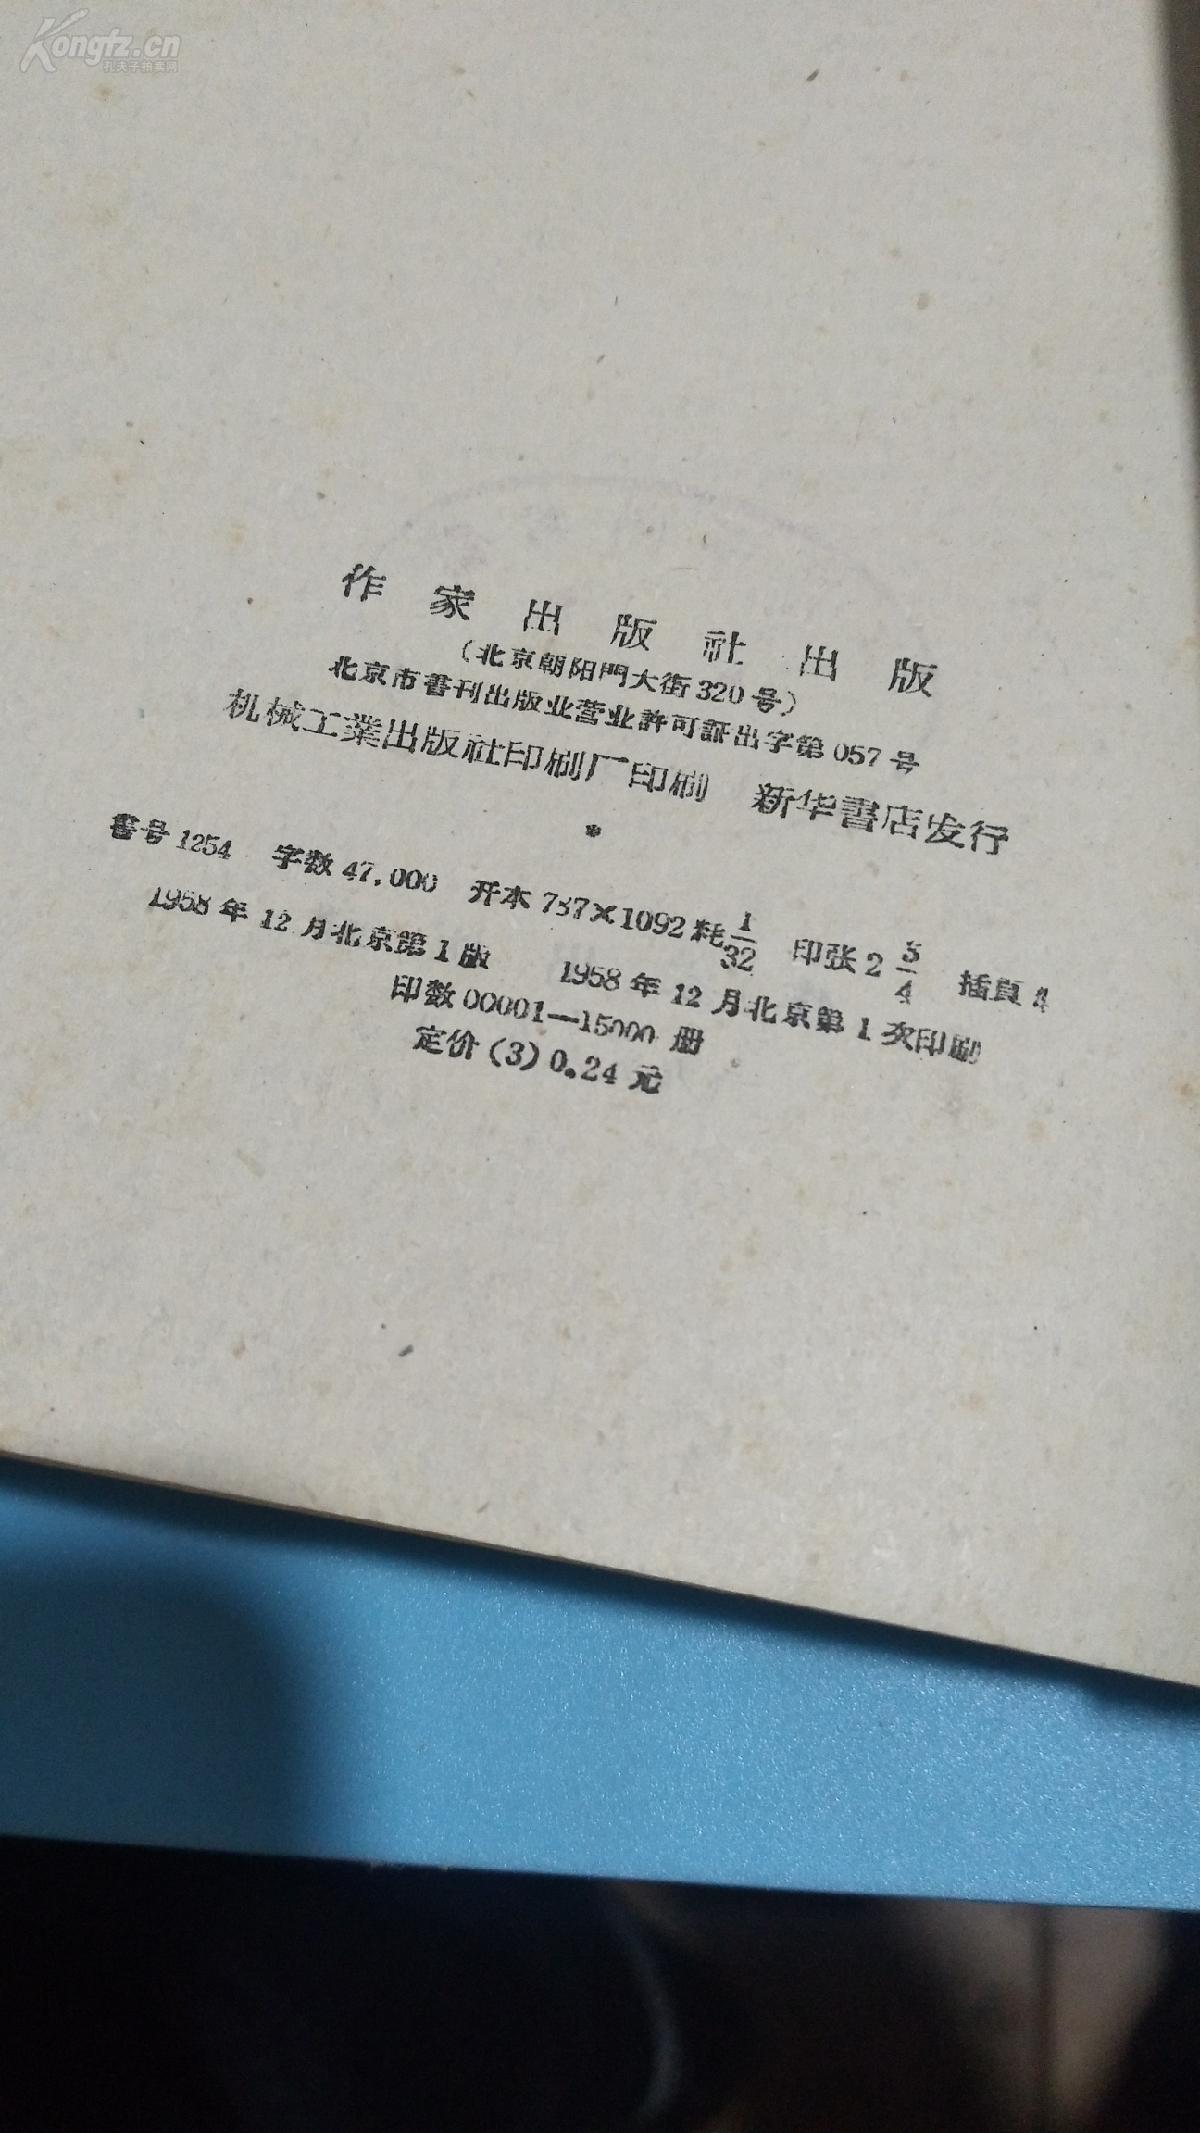 Kongfz.cn
孔夫子拍卖网
作家出版社出版
（北京朝阳門大街320号）
北京市書刊出版业营业許可証出字第057号
机械工業出版社印刷厂印刷 新华書店发行
*
書号1254 字数47,000 开本787×1092粍1/32 印张2 3/4 插頁
1958年12月北京第1版 1958年12月北京第1次印刷
印数00001—15000册
定价(3)0.24元